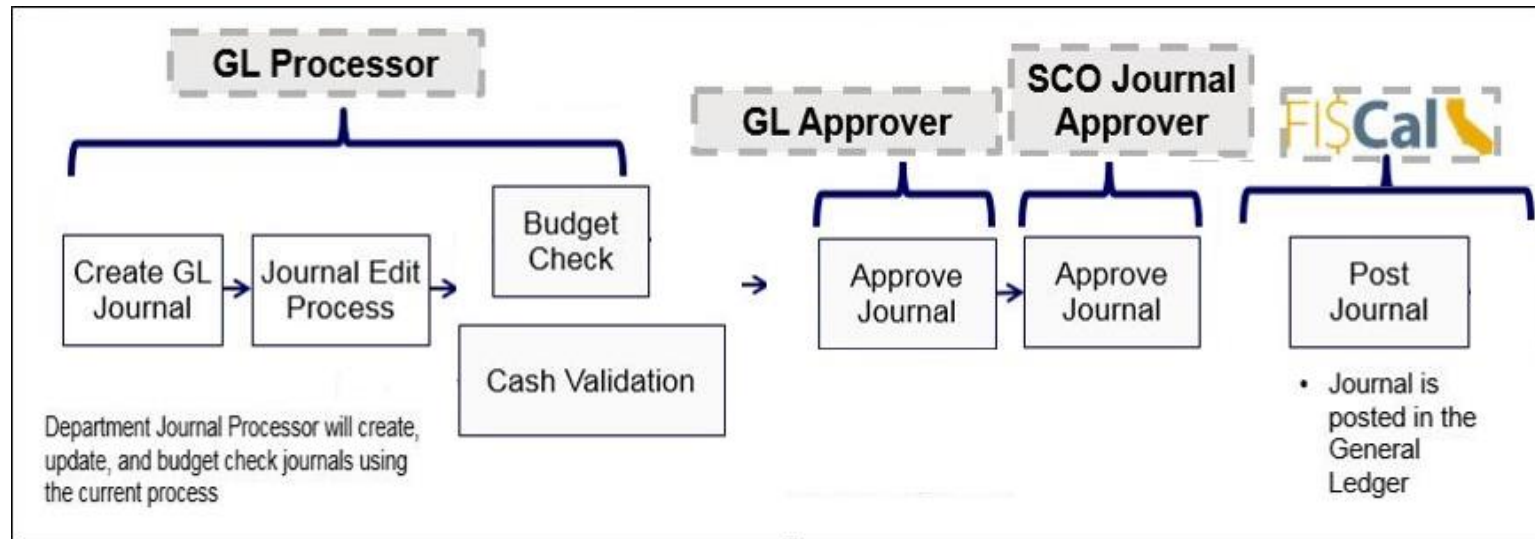 GL Processor
GL Approver
SCO Journal
Approver
FI$Cal
Create GL
Journal
Journal Edit
Process
Budget
Check
Cash Validation
Approve
Journal
Approve
Journal
Post
Journal
Department Journal Processor will create,
update, and budget check journals using
the current process
• Journal is
posted in the
General
Ledger